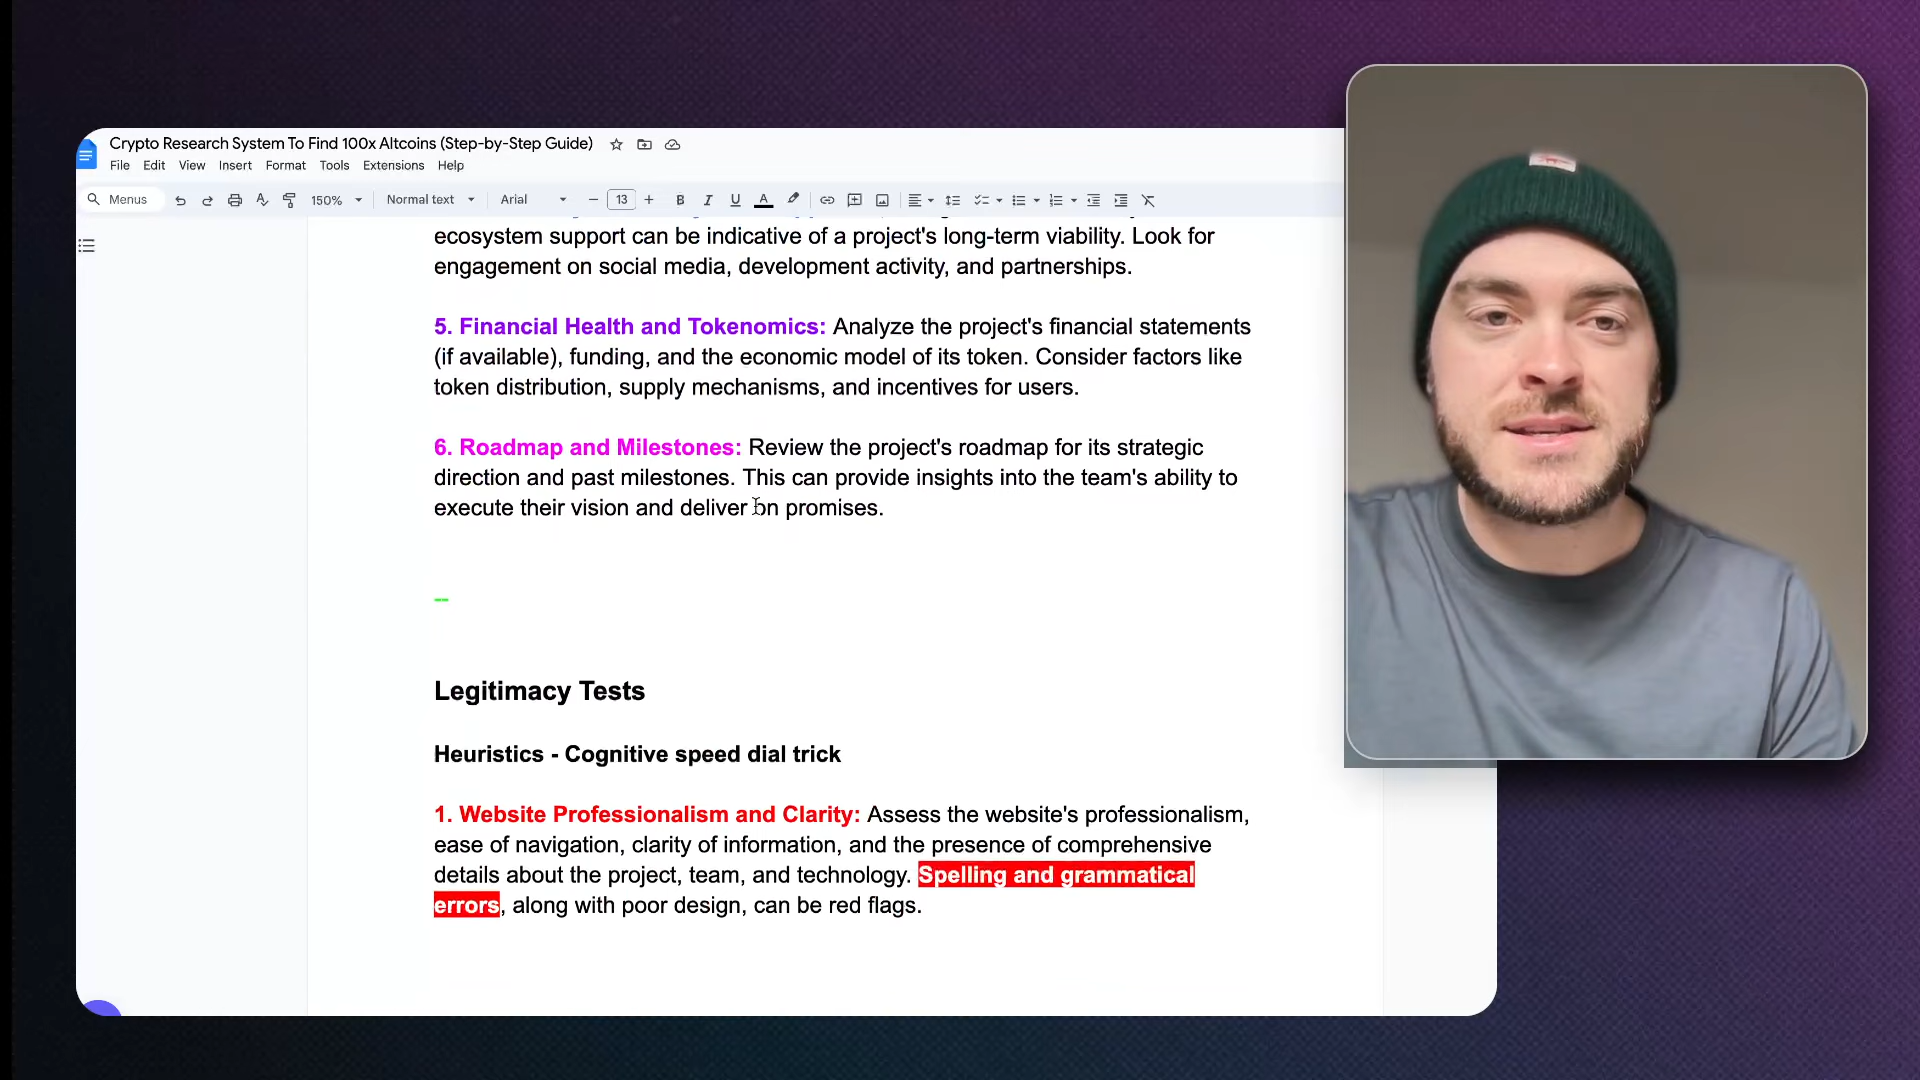 Crypto Research System To Find 100x Altcoins (Step-by-Step Guide)
File Edit View Insert Format Tools Extensions Help
Menus 150% Normal text Arial 13 B I U A
ecosystem support can be indicative of a project's long-term viability. Look for
engagement on social media, development activity, and partnerships.
5. Financial Health and Tokenomics: Analyze the project's financial statements
(if available), funding, and the economic model of its token. Consider factors like
token distribution, supply mechanisms, and incentives for users.
6. Roadmap and Milestones: Review the project's roadmap for its strategic
direction and past milestones. This can provide insights into the team's ability to
execute their vision and deliver on promises.
--
Legitimacy Tests
Heuristics - Cognitive speed dial trick
1. Website Professionalism and Clarity: Assess the website's professionalism,
ease of navigation, clarity of information, and the presence of comprehensive
details about the project, team, and technology. Spelling and grammatical
errors, along with poor design, can be red flags.